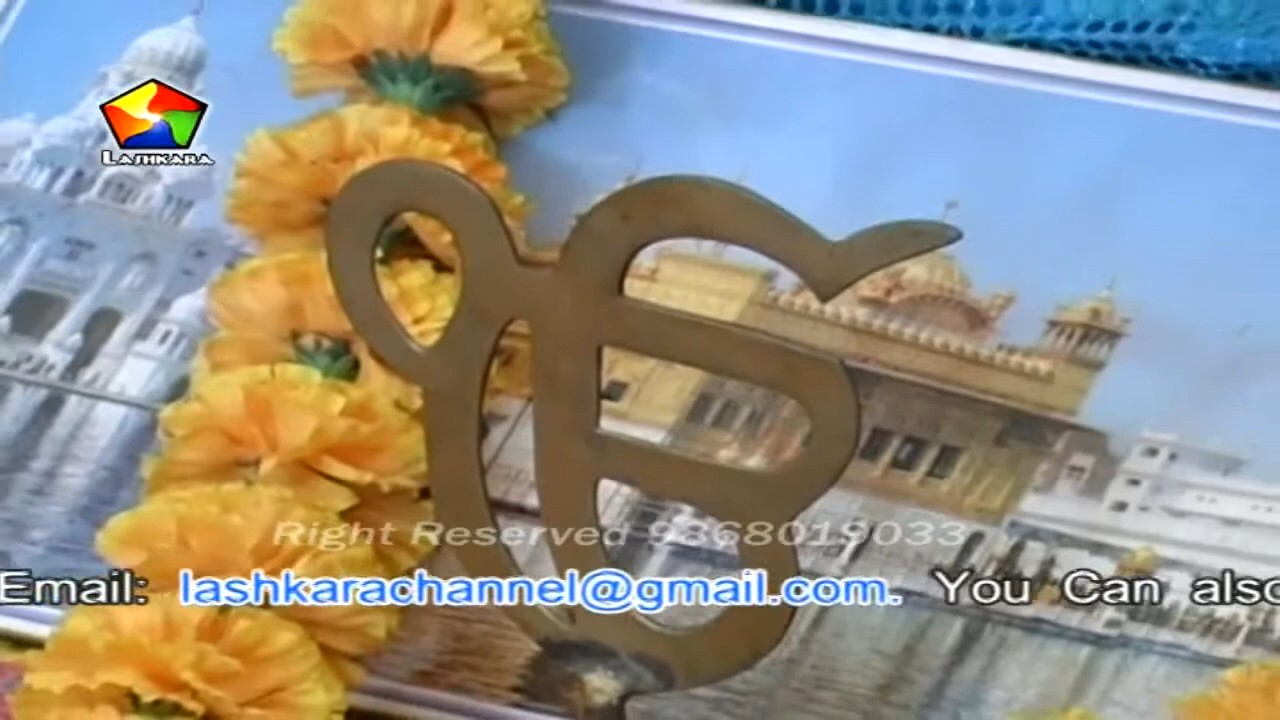 LASHKARA
ੴ
Right Reserved 9868019033
Email: lashkarachannel@gmail.com. You Can also